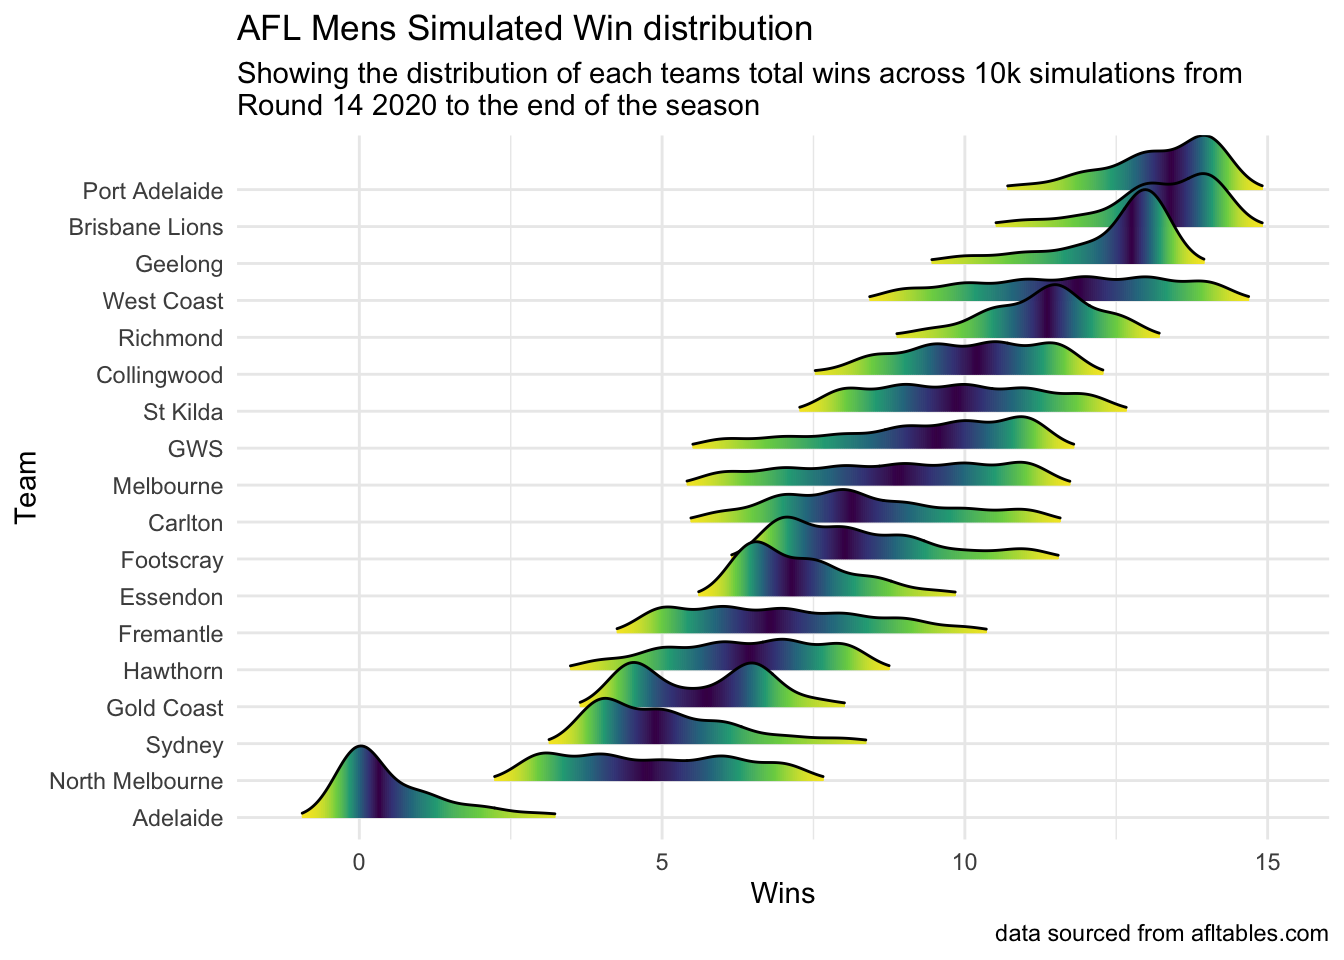 AFL Mens Simulated Win distribution
Showing the distribution of each teams total wins across 10k simulations from
Round 14 2020 to the end of the season
Team
Port Adelaide
Brisbane Lions
Geelong
West Coast
Richmond
Collingwood
St Kilda
GWS
Melbourne
Carlton
Footscray
Essendon
Fremantle
Hawthorn
Gold Coast
Sydney
North Melbourne
Adelaide
0 5 10 15
Wins
data sourced from afltables.com